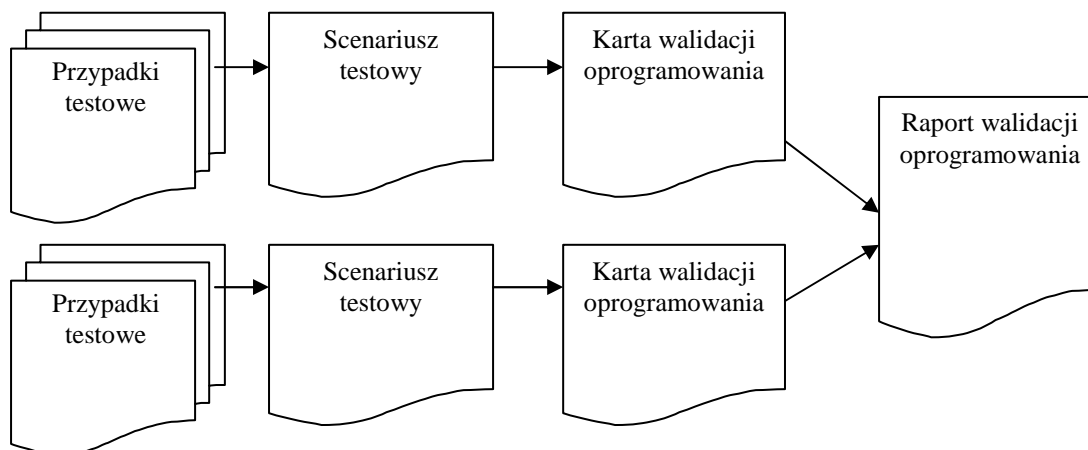 Przypadki
testowe
Scenariusz
testowy
Karta walidacji
oprogramowania
Raport walidacji
oprogramowania
Przypadki
testowe
Scenariusz
testowy
Karta walidacji
oprogramowania